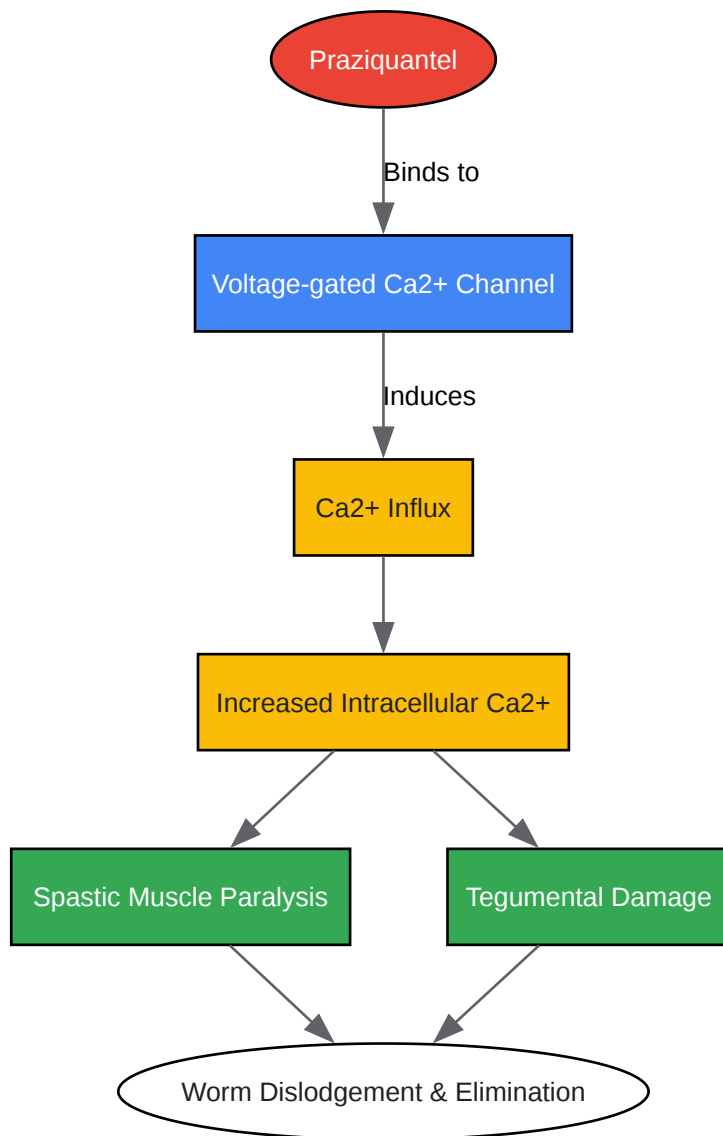 Praziquantel
Binds to
Voltage-gated Ca2+ Channel
Induces
Ca2+ Influx
Increased Intracellular Ca2+
Spastic Muscle Paralysis
Tegumental Damage
Worm Dislodgement & Elimination